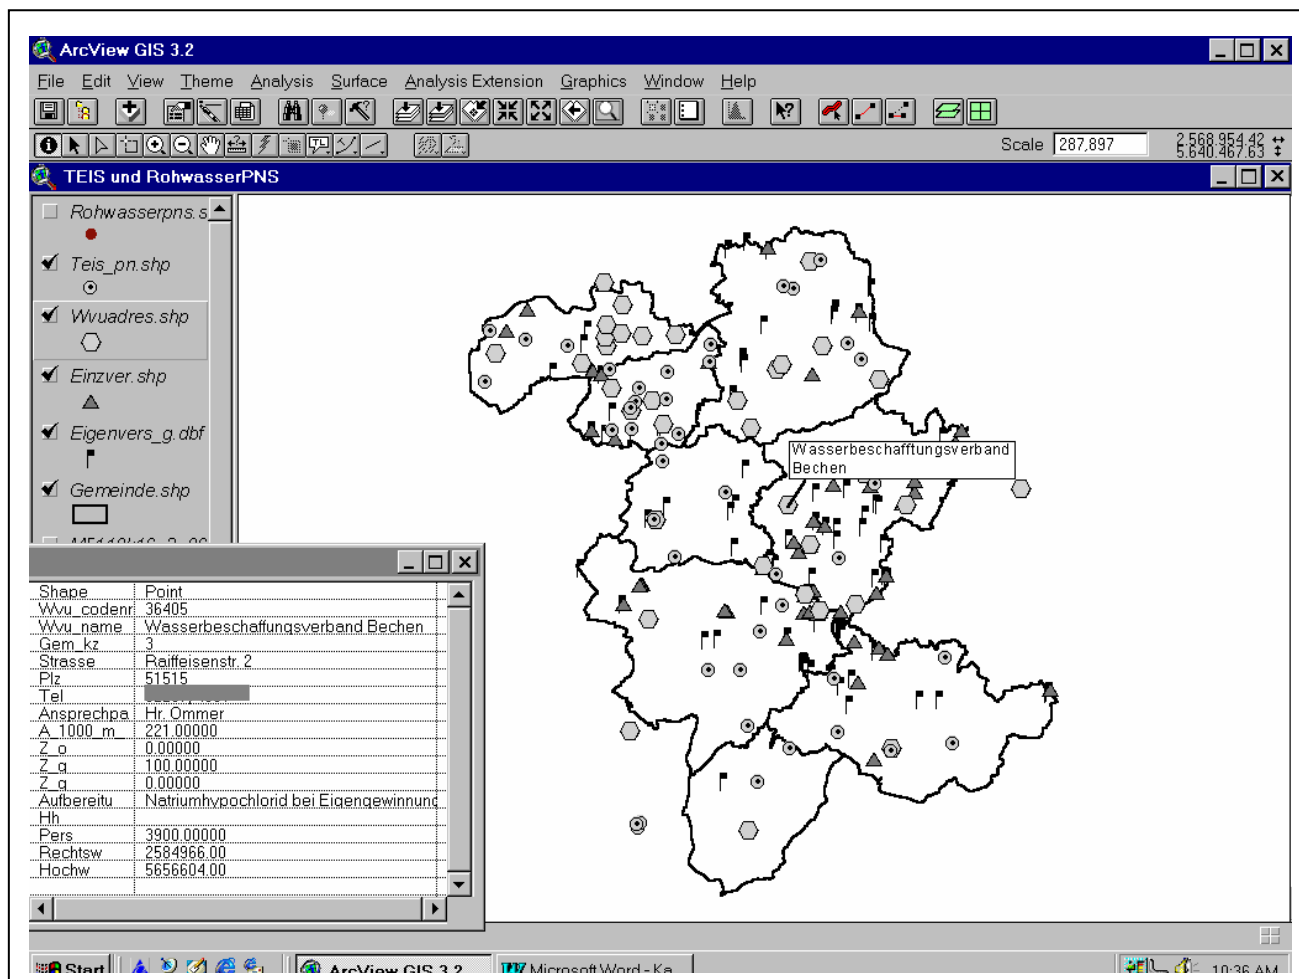 ArcView GIS 3.2
File Edit View Theme Analysis Surface Analysis Extension Graphics Window Help
Scale 287,897 2.568.954.42
5.640.467.63
TEIS und RohwasserPNS
Rohwasserpns.s
Teis_pn.shp
Wvuadres.shp
Einzver.shp
Eigenvers_g.dbf
Gemeinde.shp
Wasserbeschafftungsverband
Bechen
Shape Point
Wvu_codenr 36405
Wvu_name Wasserbeschaffungsverband Bechen
Gem_kz 3
Strasse Raiffeisenstr. 2
Plz 51515
Tel
Ansprechpa Hr. Ommer
A_1000_m_ 221.00000
Z_o 0.00000
Z_g 100.00000
Z_q 0.00000
Aufbereitu Natriumhypochlorid bei Eigengewinnung
Hh
Pers 3900.00000
Rechtsw 2584966.00
Hochw 5656604.00
Start ArcView GIS 3.2 Microsoft Word - Ka 10:36 AM